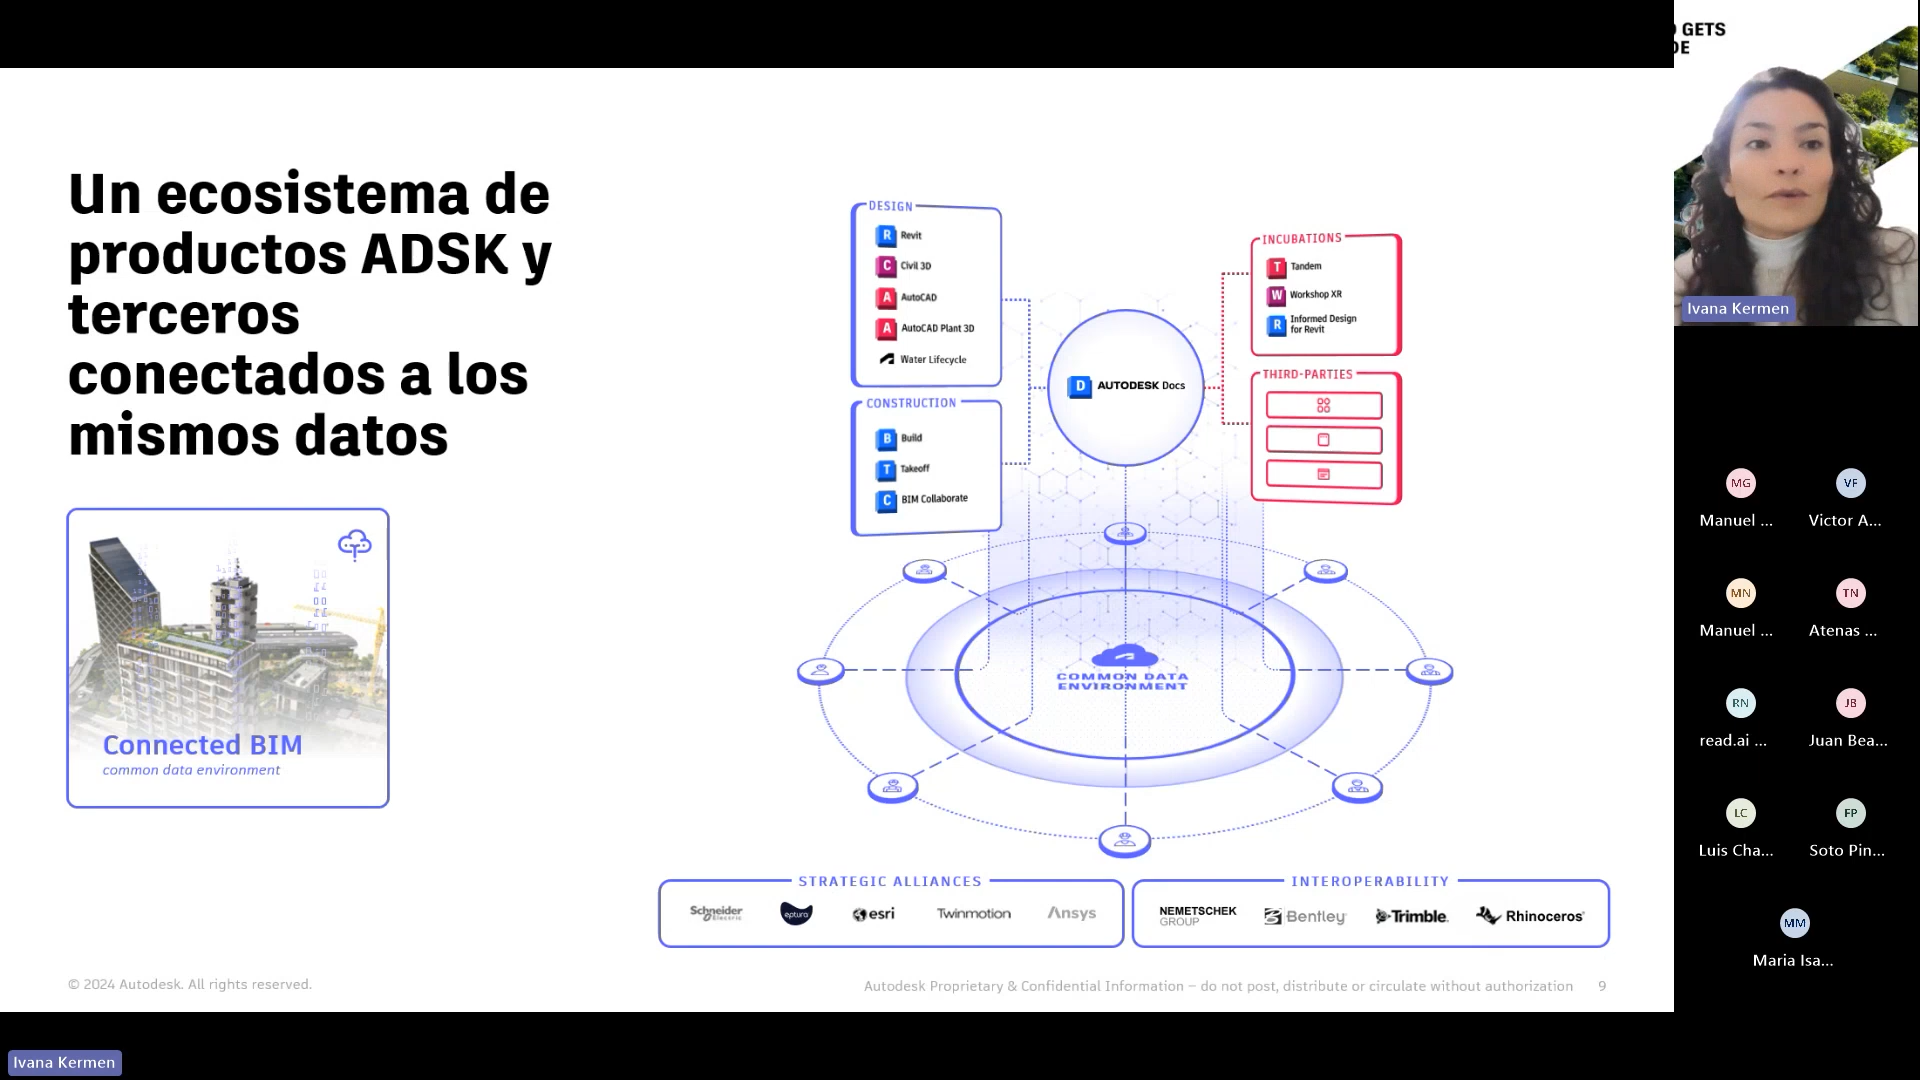 Un ecosistema de
productos ADSK y
terceros
conectados a los
mismos datos
Connected BIM
common data environment
DESIGN
R Revit
C Civil 3D
A AutoCAD
A AutoCAD Plant 3D
Water Lifecycle
CONSTRUCTION
B Build
T Takeoff
C BIM Collaborate
D AUTODESK Docs
INCUBATIONS
T Tandem
W Workshop XR
R Informed Design
for Revit
THIRD-PARTIES
COMMON DATA
ENVIRONMENT
STRATEGIC ALLIANCES
Schneider
Electric
eptura
esri
Twinmotion
Ansys
INTEROPERABILITY
NEMETSCHEK
GROUP
Bentley
Trimble
Rhinoceros
© 2024 Autodesk. All rights reserved.
Autodesk Proprietary & Confidential Information – do not post, distribute or circulate without authorization 9
GETS
Ivana Kermen
MG
Manuel ...
VF
Victor A...
MN
Manuel ...
TN
Atenas ...
RN
read.ai ...
JB
Juan Bea...
LC
Luis Cha...
FP
Soto Pin...
MM
Maria Isa...
Ivana Kermen